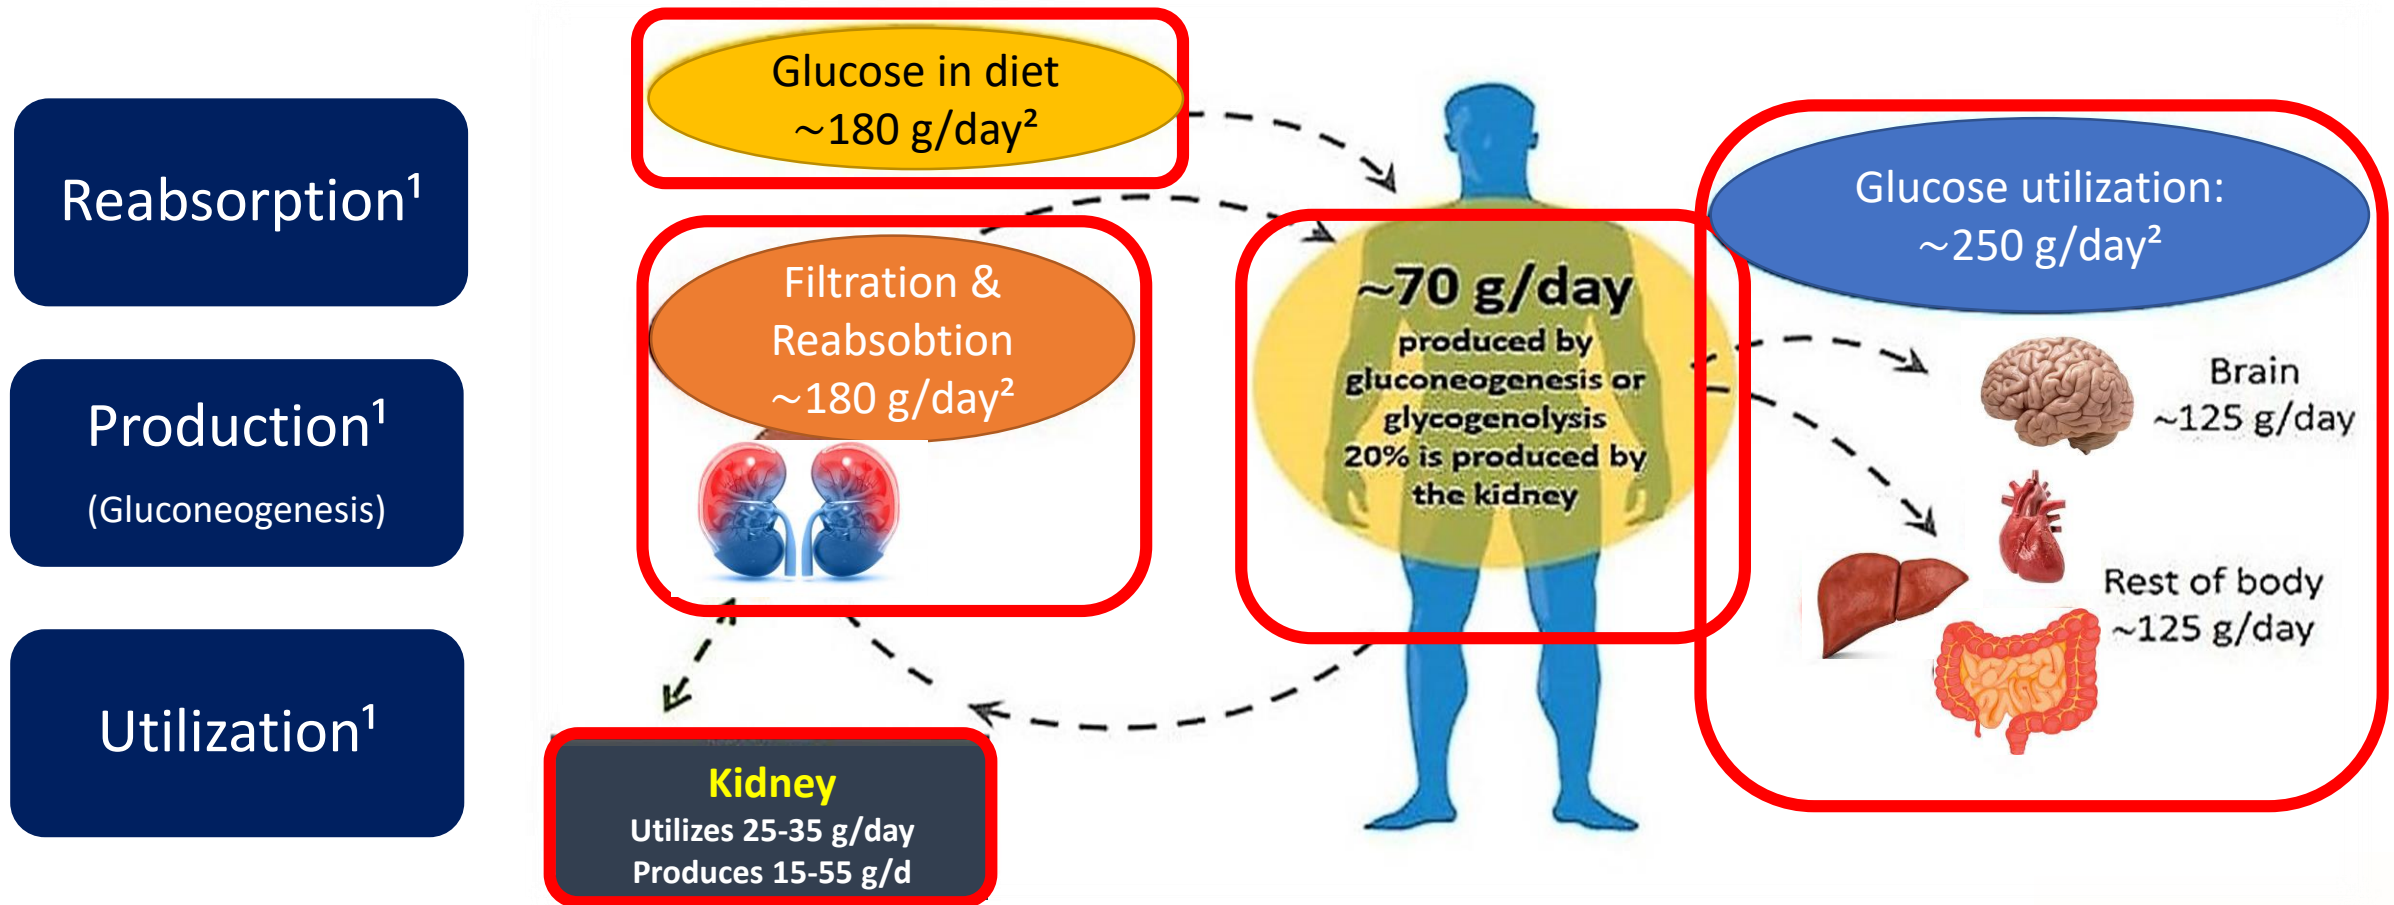 Reabsorption¹
Production¹
(Gluconeogenesis)
Utilization¹
Glucose in diet
~180 g/day²
Filtration &
Reabsobtion
~180 g/day²
Kidney
Utilizes 25-35 g/day
Produces 15-55 g/d
~70 g/day
produced by
gluconeogenesis or
glycogenolysis
20% is produced by
the kidney
Glucose utilization:
~250 g/day²
Brain
~125 g/day
Rest of body
~125 g/day